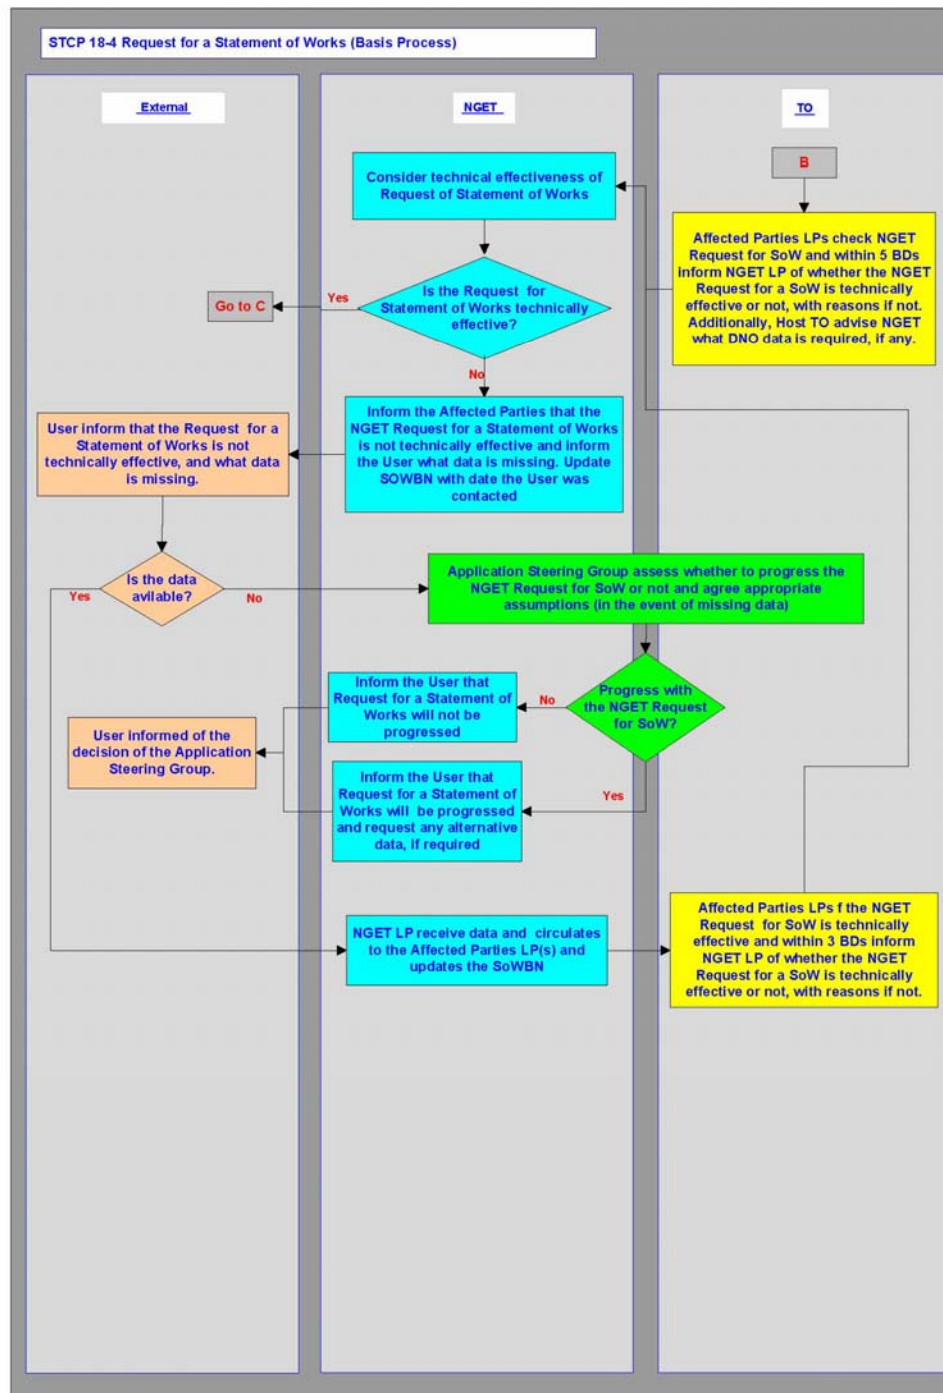 STCP 18-4 Request for a Statement of Works (Basis Process)
External
NGET
TO
B
Consider technical effectiveness of
Request of Statement of Works
Affected Parties LPs check NGET
Request for SoW and within 5 BDs
inform NGET LP of whether the NGET
Request for a SoW is technically
effective or not, with reasons if not.
Additionally, Host TO advise NGET
what DNO data is required, if any.
Go to C
Yes
Is the Request for
Statement of Works technically
effective?
No
Inform the Affected Parties that the
NGET Request for a Statement of Works
is not technically effective and inform
the User what data is missing. Update
SOWBN with date the User was
contacted
User inform that the Request for a
Statement of Works is not
technically effective, and what data
is missing.
Is the data
avilable?
Yes
No
Application Steering Group assess whether to progress the
NGET Request for SoW or not and agree appropriate
assumptions (in the event of missing data)
Progress with
the NGET Request
for SoW?
No
Inform the User that
Request for a Statement of
Works will not be
progressed
User informed of the
decision of the Application
Steering Group.
Yes
Inform the User that
Request for a Statement of
Works will be progressed
and request any alternative
data, if required
NGET LP receive data and circulates
to the Affected Parties LP(s) and
updates the SoWBN
Affected Parties LPs f the NGET
Request for SoW is technically
effective and within 3 BDs inform
NGET LP of whether the NGET
Request for a SoW is technically
effective or not, with reasons if not.